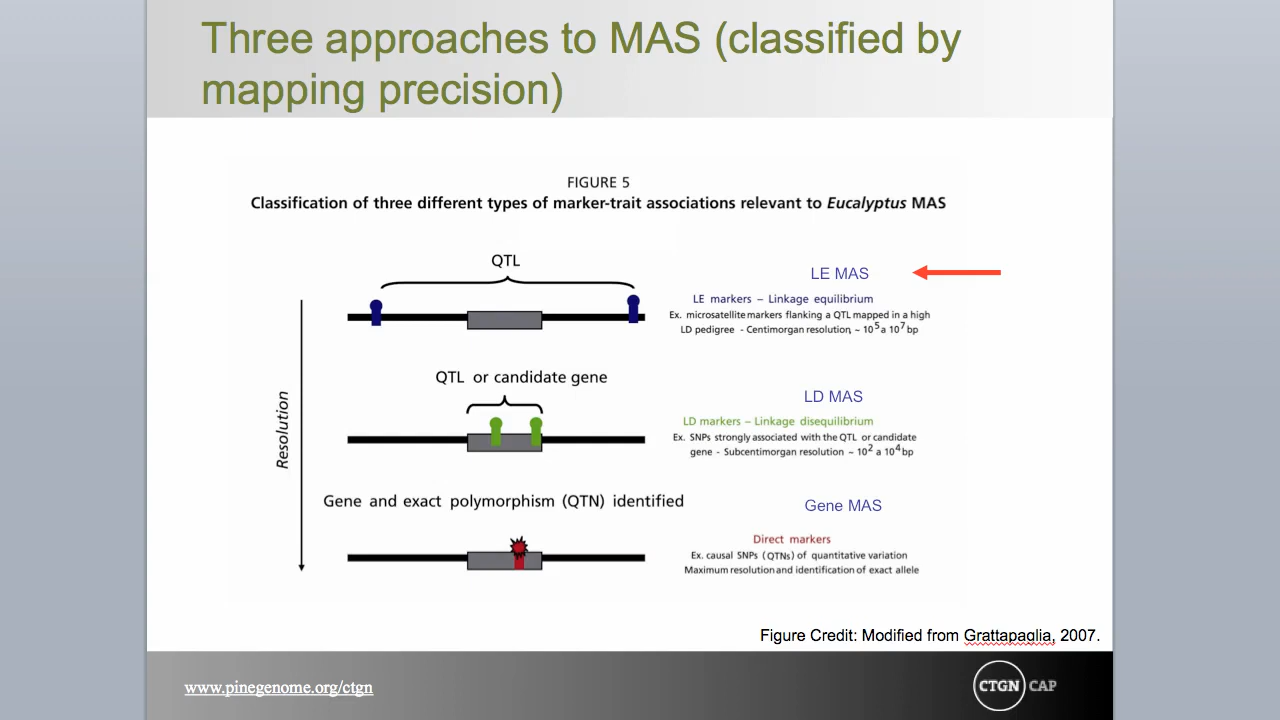 Three approaches to MAS (classified by
mapping precision)
FIGURE 5
Classification of three different types of marker-trait associations relevant to Eucalyptus MAS
QTL
LE MAS
LE markers – Linkage equilibrium
Ex. microsatellite markers flanking a QTL mapped in a high
LD pedigree - Centimorgan resolution, ~ 10⁵ a 10⁷ bp
QTL or candidate gene
LD MAS
LD markers – Linkage disequilibrium
Ex. SNPs strongly associated with the QTL or candidate
gene - Subcentimorgan resolution ~ 10² a 10⁴ bp
Resolution
Gene and exact polymorphism (QTN) identified
Gene MAS
Direct markers
Ex. causal SNPs (QTNs) of quantitative variation
Maximum resolution and identification of exact allele
Figure Credit: Modified from Grattapaglia, 2007.
www.pinegenome.org/ctgn
CTGN CAP